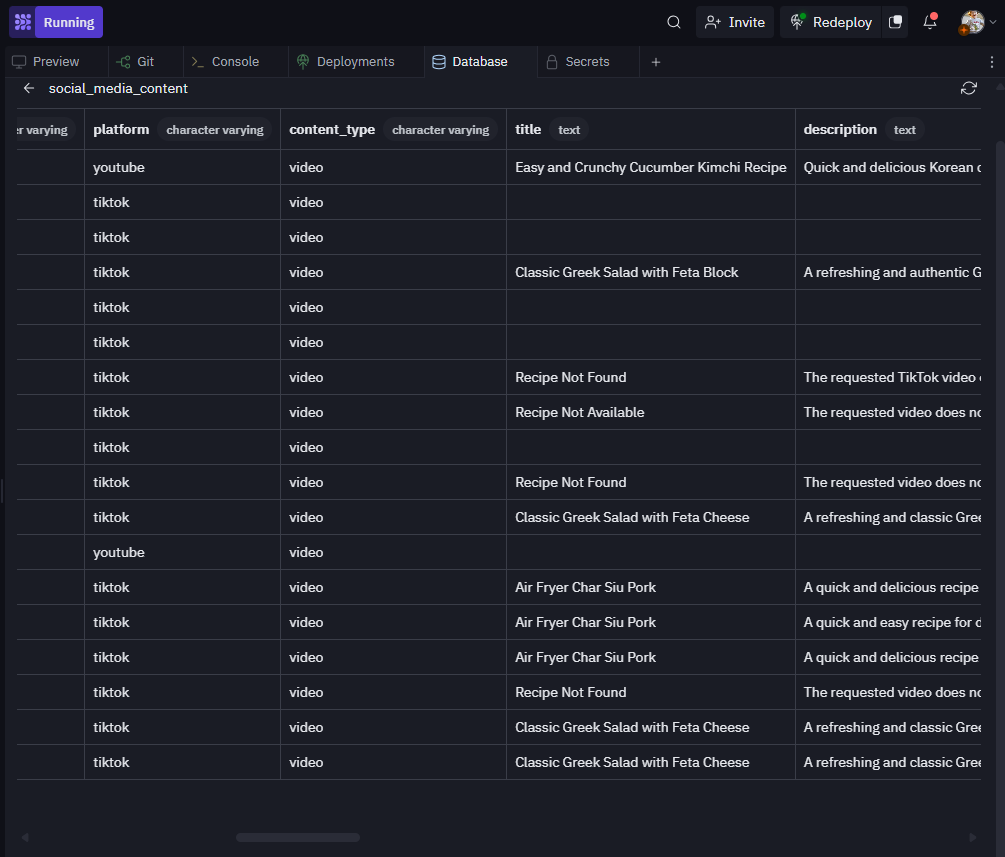 Running
Invite
Redeploy
Preview
Git
Console
Deployments
Database
Secrets
social_media_content
er varying platform character varying content_type character varying title text description text
youtube video Easy and Crunchy Cucumber Kimchi Recipe Quick and delicious Korean
tiktok video
tiktok video
tiktok video Classic Greek Salad with Feta Block A refreshing and authentic G
tiktok video
tiktok video
tiktok video Recipe Not Found The requested TikTok video
tiktok video Recipe Not Available The requested video does no
tiktok video
tiktok video Recipe Not Found The requested video does no
tiktok video Classic Greek Salad with Feta Cheese A refreshing and classic Gree
youtube video
tiktok video Air Fryer Char Siu Pork A quick and delicious recipe
tiktok video Air Fryer Char Siu Pork A quick and easy recipe for
tiktok video Air Fryer Char Siu Pork A quick and delicious recipe
tiktok video Recipe Not Found The requested video does no
tiktok video Classic Greek Salad with Feta Cheese A refreshing and classic Gree
tiktok video Classic Greek Salad with Feta Cheese A refreshing and classic Gree